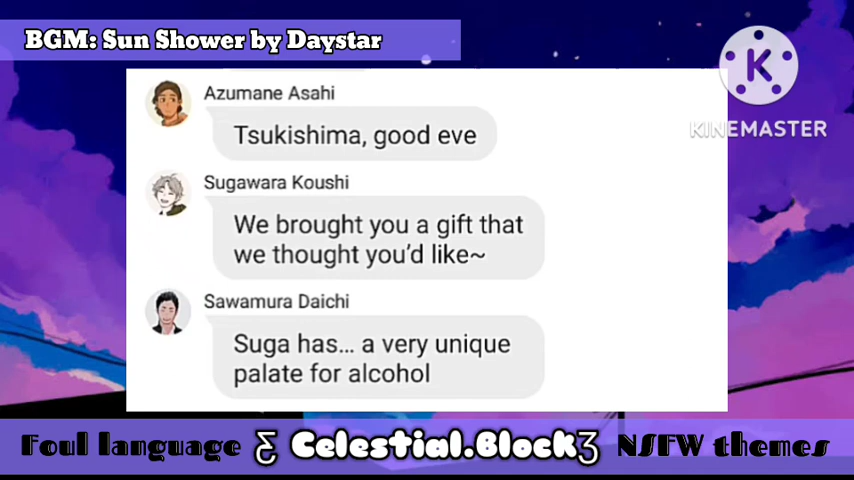 BGM: Sun Shower by Daystar
K
KINEMASTER
Azumane Asahi
Tsukishima, good eve
Sugawara Koushi
We brought you a gift that
we thought you'd like~
Sawamura Daichi
Suga has... a very unique
palate for alcohol
Foul language ع Celestial.Block3 NSFW themes